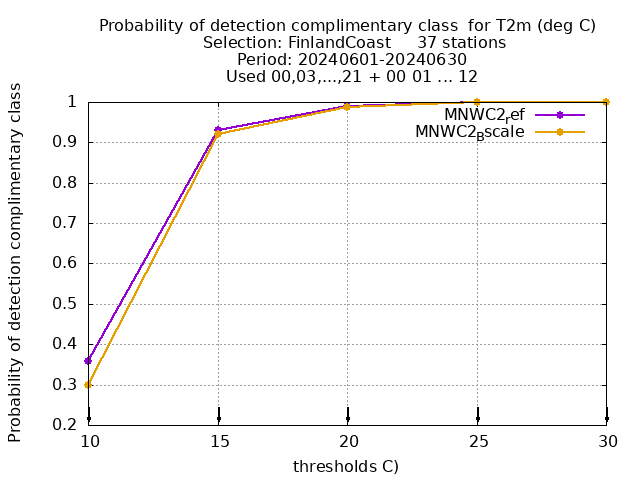 Probability of detection complimentary class  for T2m (deg C)
Selection: FinlandCoast     37 stations
Period: 20240601-20240630
Used 00,03,...,21 + 00 01 ... 12
Probability of detection complimentary class
1
0.9
0.8
0.7
0.6
0.5
0.4
0.3
0.2
MNWC2ref
MNWC2Bscale
10 15 20 25 30
thresholds C)